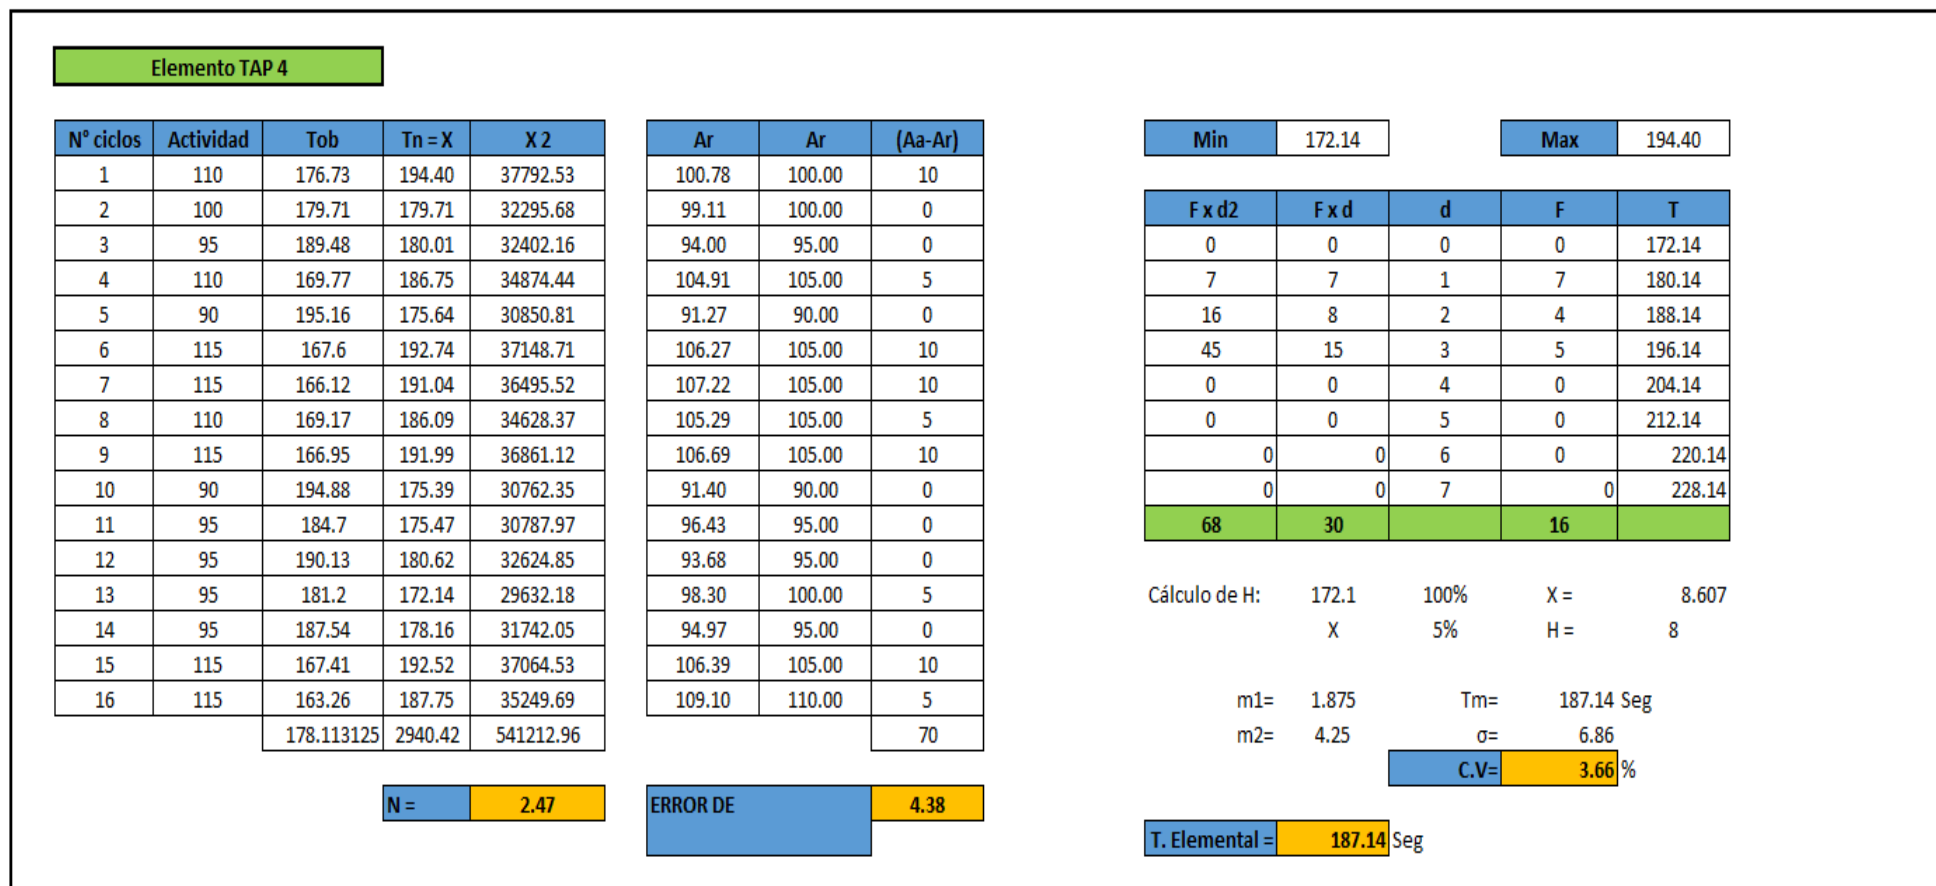 Elemento TAP 4
N° ciclos Actividad Tob Tn = X X 2 Ar Ar (Aa-Ar) Min 172.14 Max 194.40
1 110 176.73 194.40 37792.53 100.78 100.00 10
2 100 179.71 179.71 32295.68 99.11 100.00 0 F x d2 F x d d F T
3 95 189.48 180.01 32402.16 94.00 95.00 0 0 0 0 0 172.14
4 110 169.77 186.75 34874.44 104.91 105.00 5 7 7 1 7 180.14
5 90 195.16 175.64 30850.81 91.27 90.00 0 16 8 2 4 188.14
6 115 167.6 192.74 37148.71 106.27 105.00 10 45 15 3 5 196.14
7 115 166.12 191.04 36495.52 107.22 105.00 10 0 0 4 0 204.14
8 110 169.17 186.09 34628.37 105.29 105.00 5 0 0 5 0 212.14
9 115 166.95 191.99 36861.12 106.69 105.00 10 0 0 6 0 220.14
10 90 194.88 175.39 30762.35 91.40 90.00 0 0 0 7 0 228.14
11 95 184.7 175.47 30787.97 96.43 95.00 0 68 30 16
12 95 190.13 180.62 32624.85 93.68 95.00 0
13 95 181.2 172.14 29632.18 98.30 100.00 5 Cálculo de H: 172.1 100% X = 8.607
14 95 187.54 178.16 31742.05 94.97 95.00 0 X 5% H = 8
15 115 167.41 192.52 37064.53 106.39 105.00 10
16 115 163.26 187.75 35249.69 109.10 110.00 5 m1= 1.875 Tm= 187.14 Seg
178.113125 2940.42 541212.96 70 m2= 4.25 σ= 6.86
C.V= 3.66 %
N = 2.47 ERROR DE 4.38
T. Elemental = 187.14 Seg